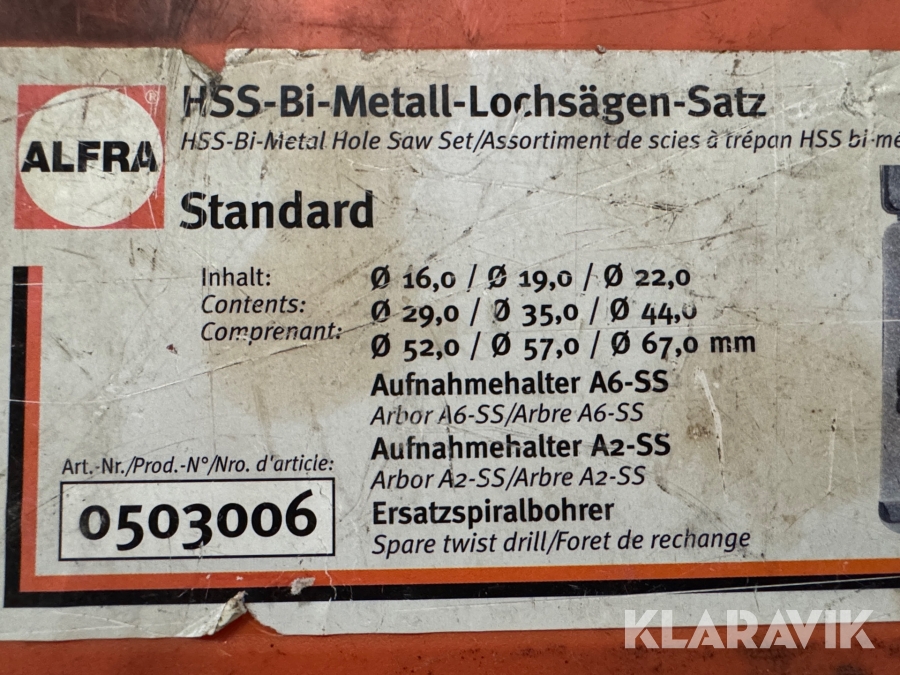 HSS-Bi-Metall-Lochsägen-Satz
HSS-Bi-Metal Hole Saw Set/Assortiment de scies à trépan HSS bi-mé
ALFRA®
Standard
Inhalt:
Contents:
Comprenant:
Ø 16,0 / Ø 19,0 / Ø 22,0
Ø 29,0 / Ø 35,0 / Ø 44,0
Ø 52,0 / Ø 57,0 / Ø 67,0 mm
Aufnahmehalter A6-SS
Arbor A6-SS/Arbre A6-SS
Aufnahmehalter A2-SS
Arbor A2-SS/Arbre A2-SS
Ersatzspiralbohrer
Spare twist drill/Foret de rechange
Art.-Nr./Prod.-N°/Nro. d'article:
0503006
KLARAVIK